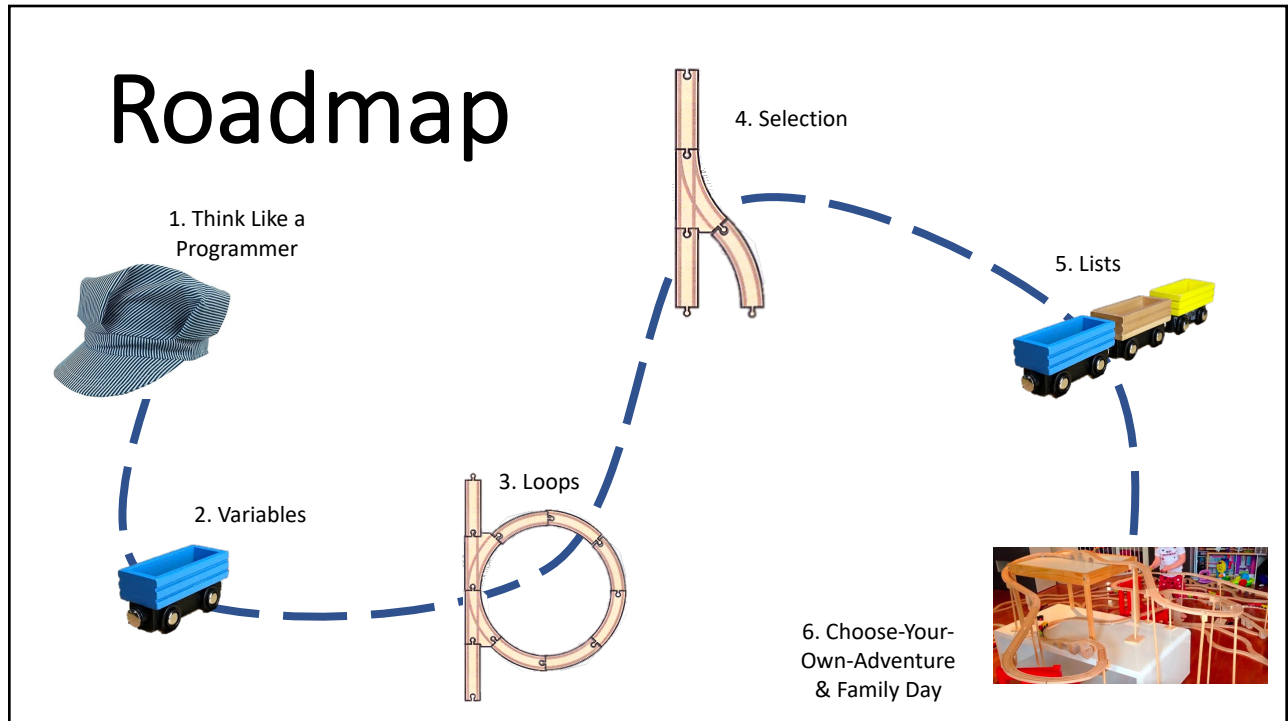 Roadmap
1. Think Like a
Programmer
2. Variables
3. Loops
4. Selection
5. Lists
6. Choose-Your-
Own-Adventure
& Family Day